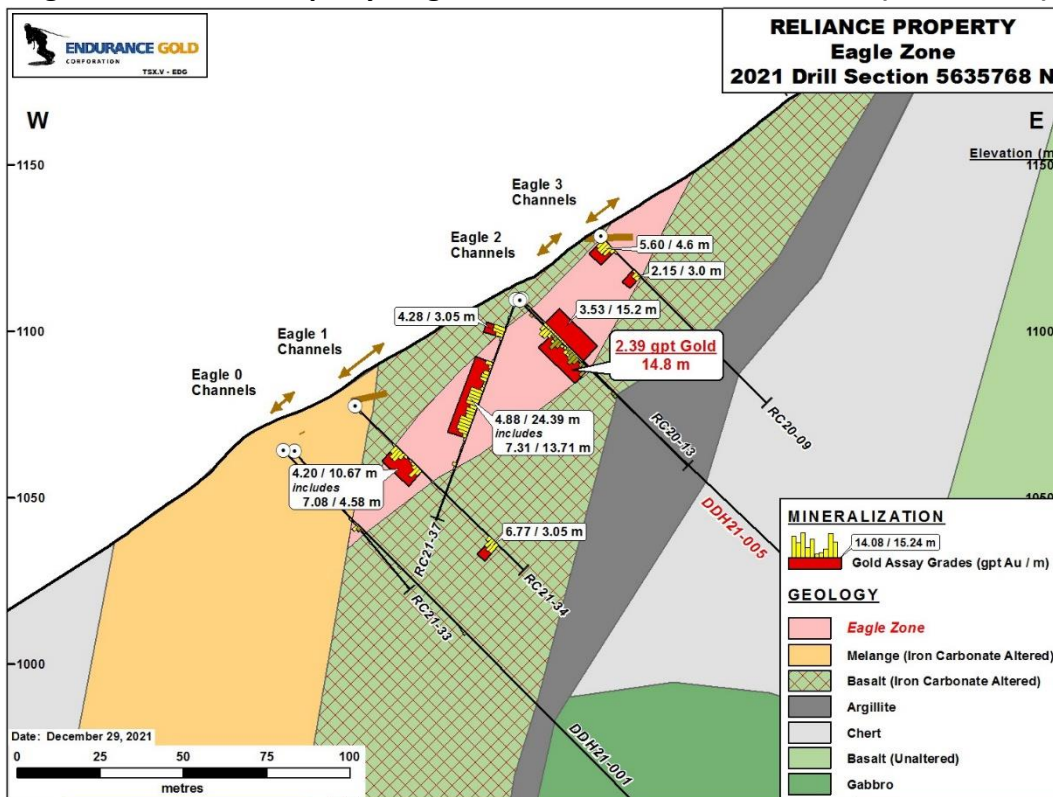 ENDURANCE GOLD
CORPORATION
TSX.V - EDG
RELIANCE PROPERTY
Eagle Zone
2021 Drill Section 5635768 N
W
E
Elevation (m
1150
1150
1100
1100
1050
1000
Eagle 3
Channels
Eagle 2
Channels
Eagle 1
Channels
Eagle 0
Channels
5.60 / 4.6 m
2.15 / 3.0 m
4.28 / 3.05 m
3.53 / 15.2 m
2.39 gpt Gold
14.8 m
4.88 / 24.39 m
includes
7.31 / 13.71 m
4.20 / 10.67 m
includes
7.08 / 4.58 m
6.77 / 3.05 m
RC20-09
RC20-13
DDH21-005
RC21-37
RC21-34
RC21-33
DDH21-001
MINERALIZATION
14.08 / 15.24 m
Gold Assay Grades (gpt Au / m)
GEOLOGY
Eagle Zone
Melange (Iron Carbonate Altered)
Basalt (Iron Carbonate Altered)
Argillite
Chert
Basalt (Unaltered)
Gabbro
Date: December 29, 2021
0 25 50 75 100
metres